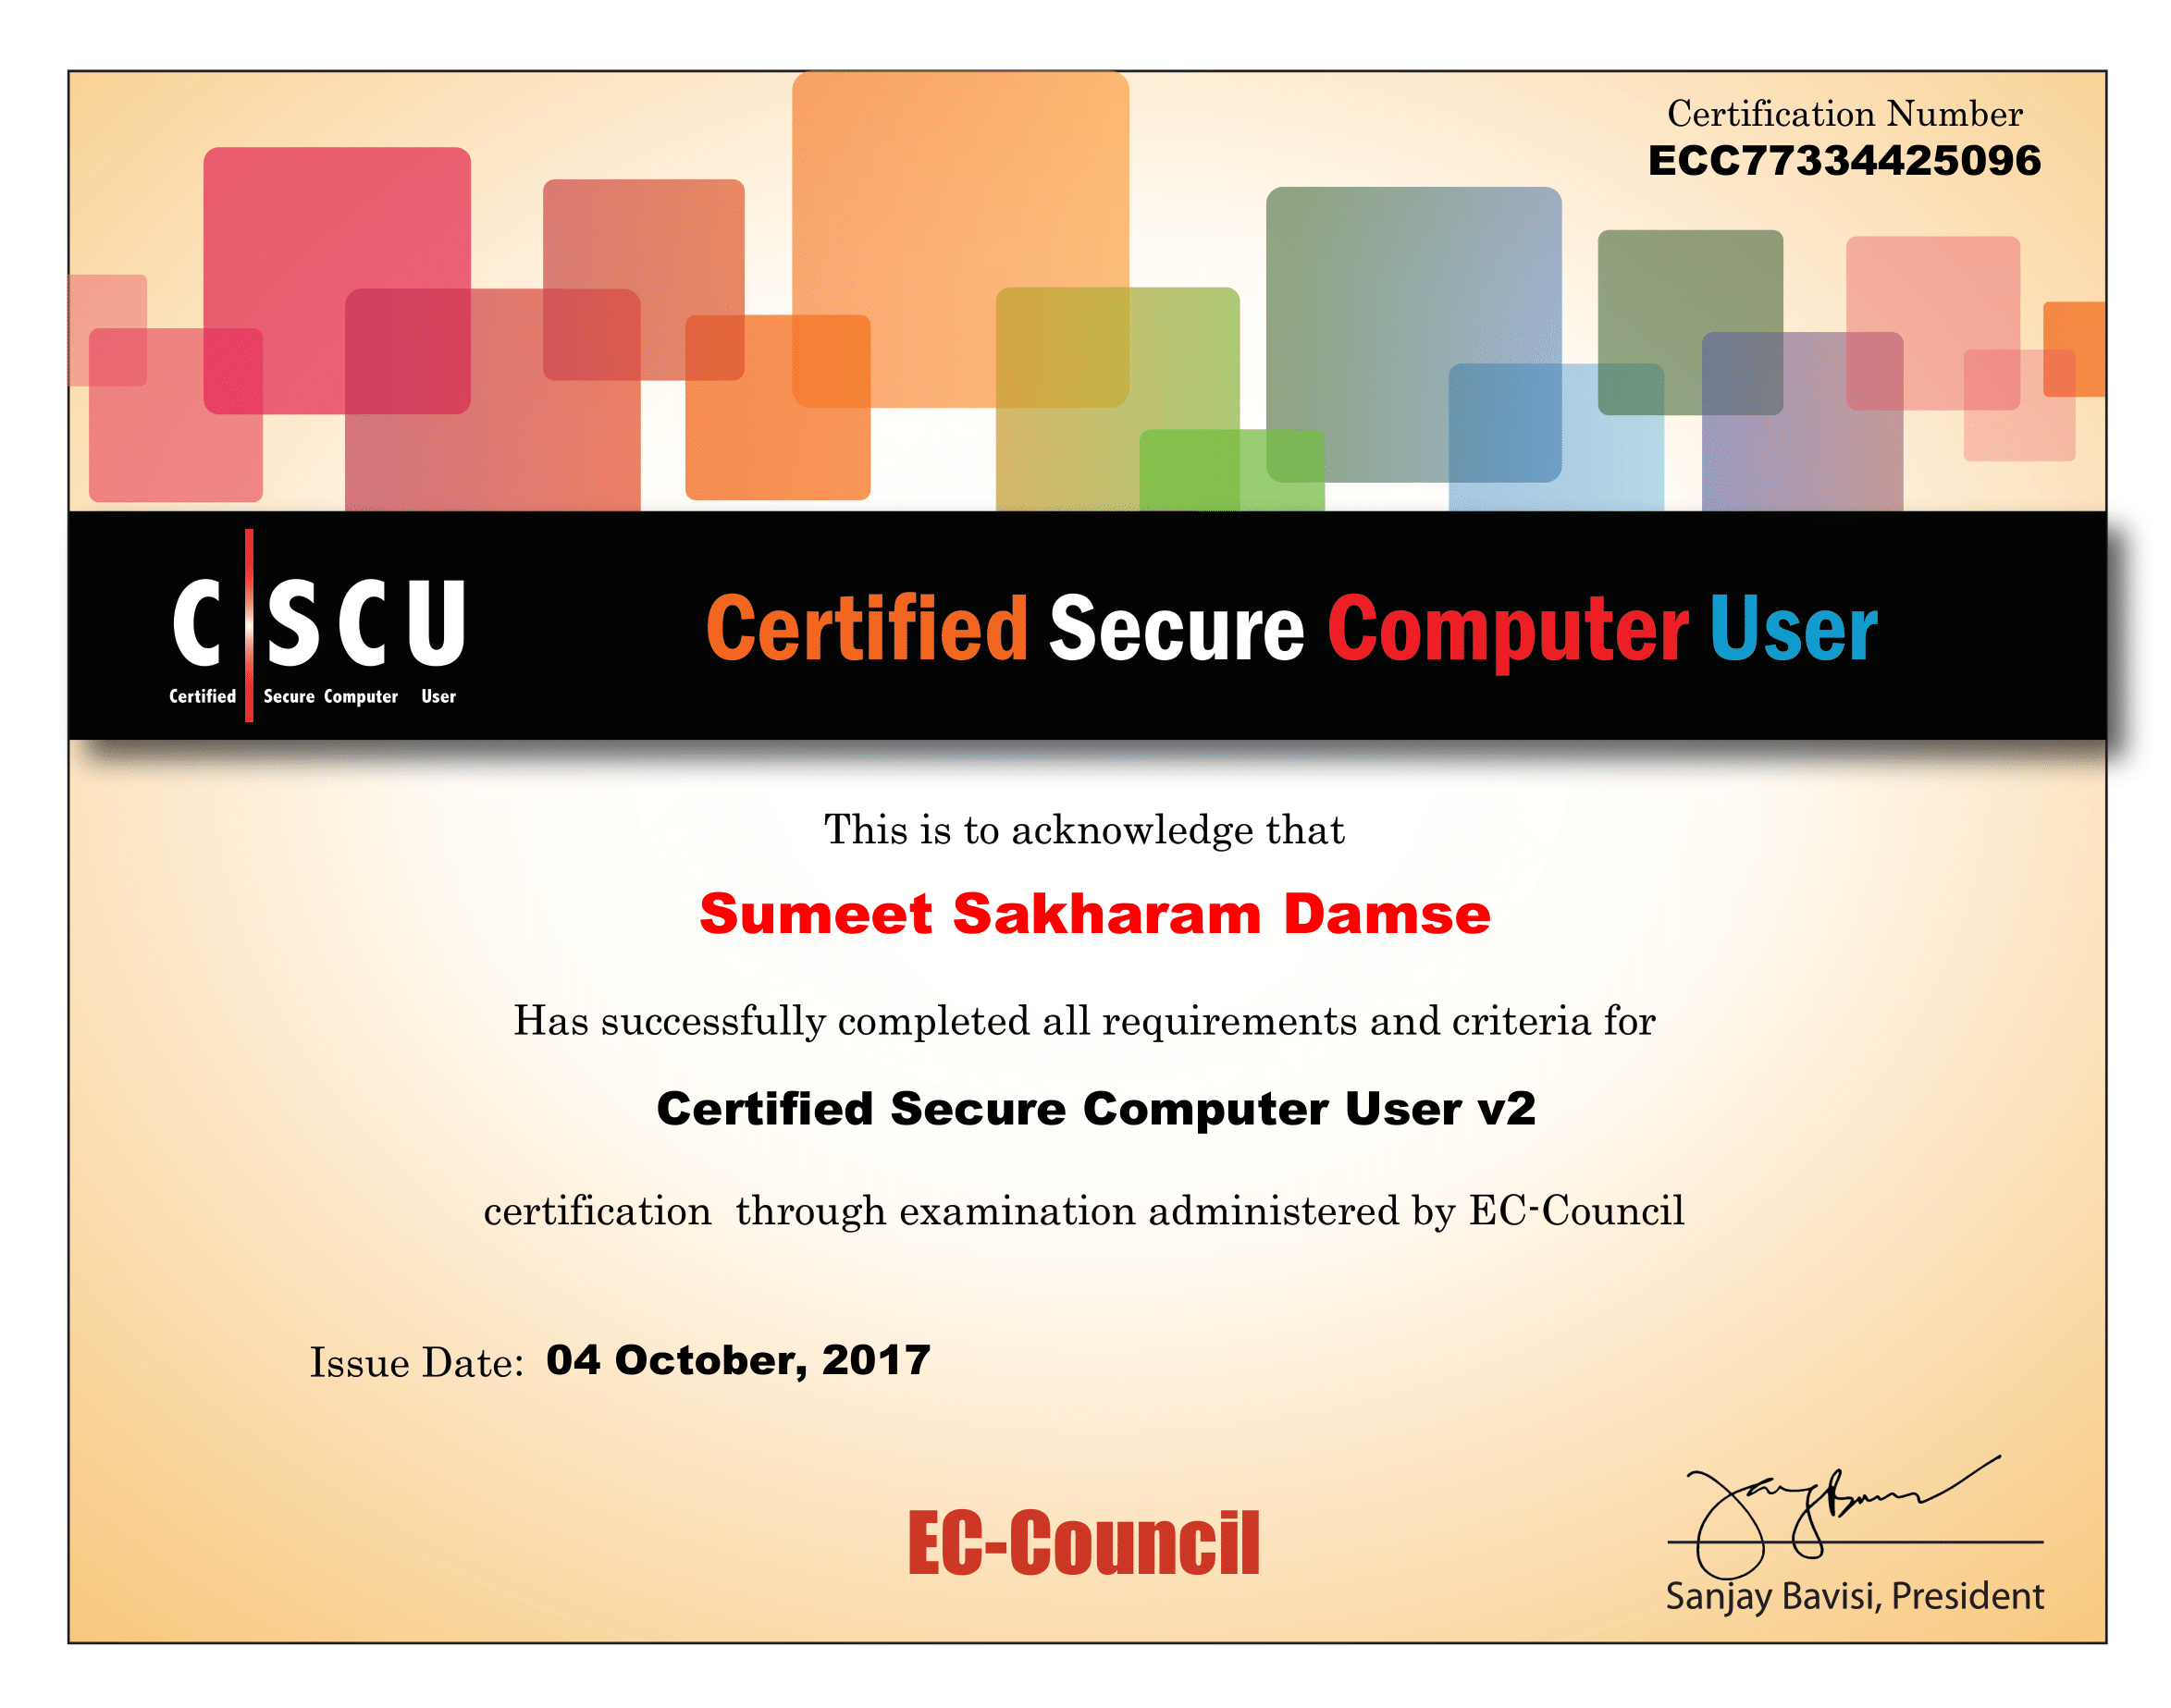 Certification Number
ECC77334425096
C|SCU
Certified Secure Computer User
Certified Secure Computer User
This is to acknowledge that
Sumeet Sakharam Damse
Has successfully completed all requirements and criteria for
Certified Secure Computer User v2
certification through examination administered by EC-Council
Issue Date: 04 October, 2017
EC-Council
Sanjay Bavisi, President